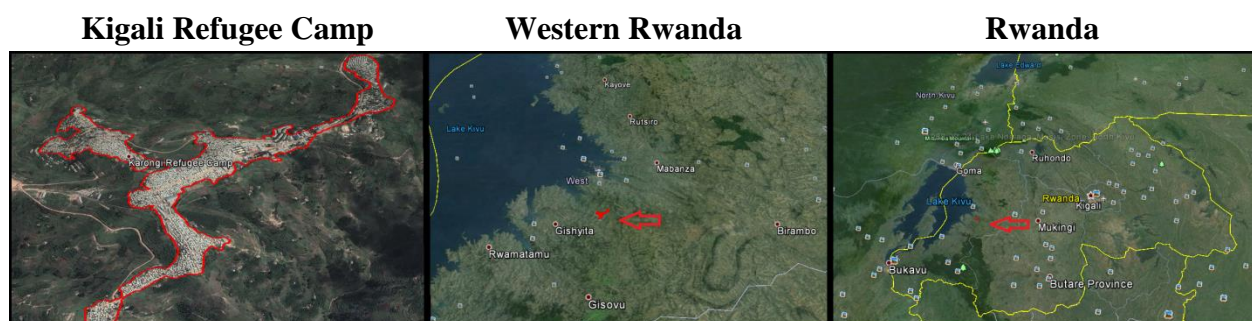 Kigali Refugee Camp
Western Rwanda
Rwanda
Karongi Refugee Camp
Kayove
Lake Kivu
Rutsiro
Mabanza
West
Gishyita
Birambo
Rwamatamu
Gisovu
Lake Edward
North Kivu
Ruhondo
Goma
Lake Kivu
Rwanda
Kigali
Mukingi
Bukavu
Butare Province